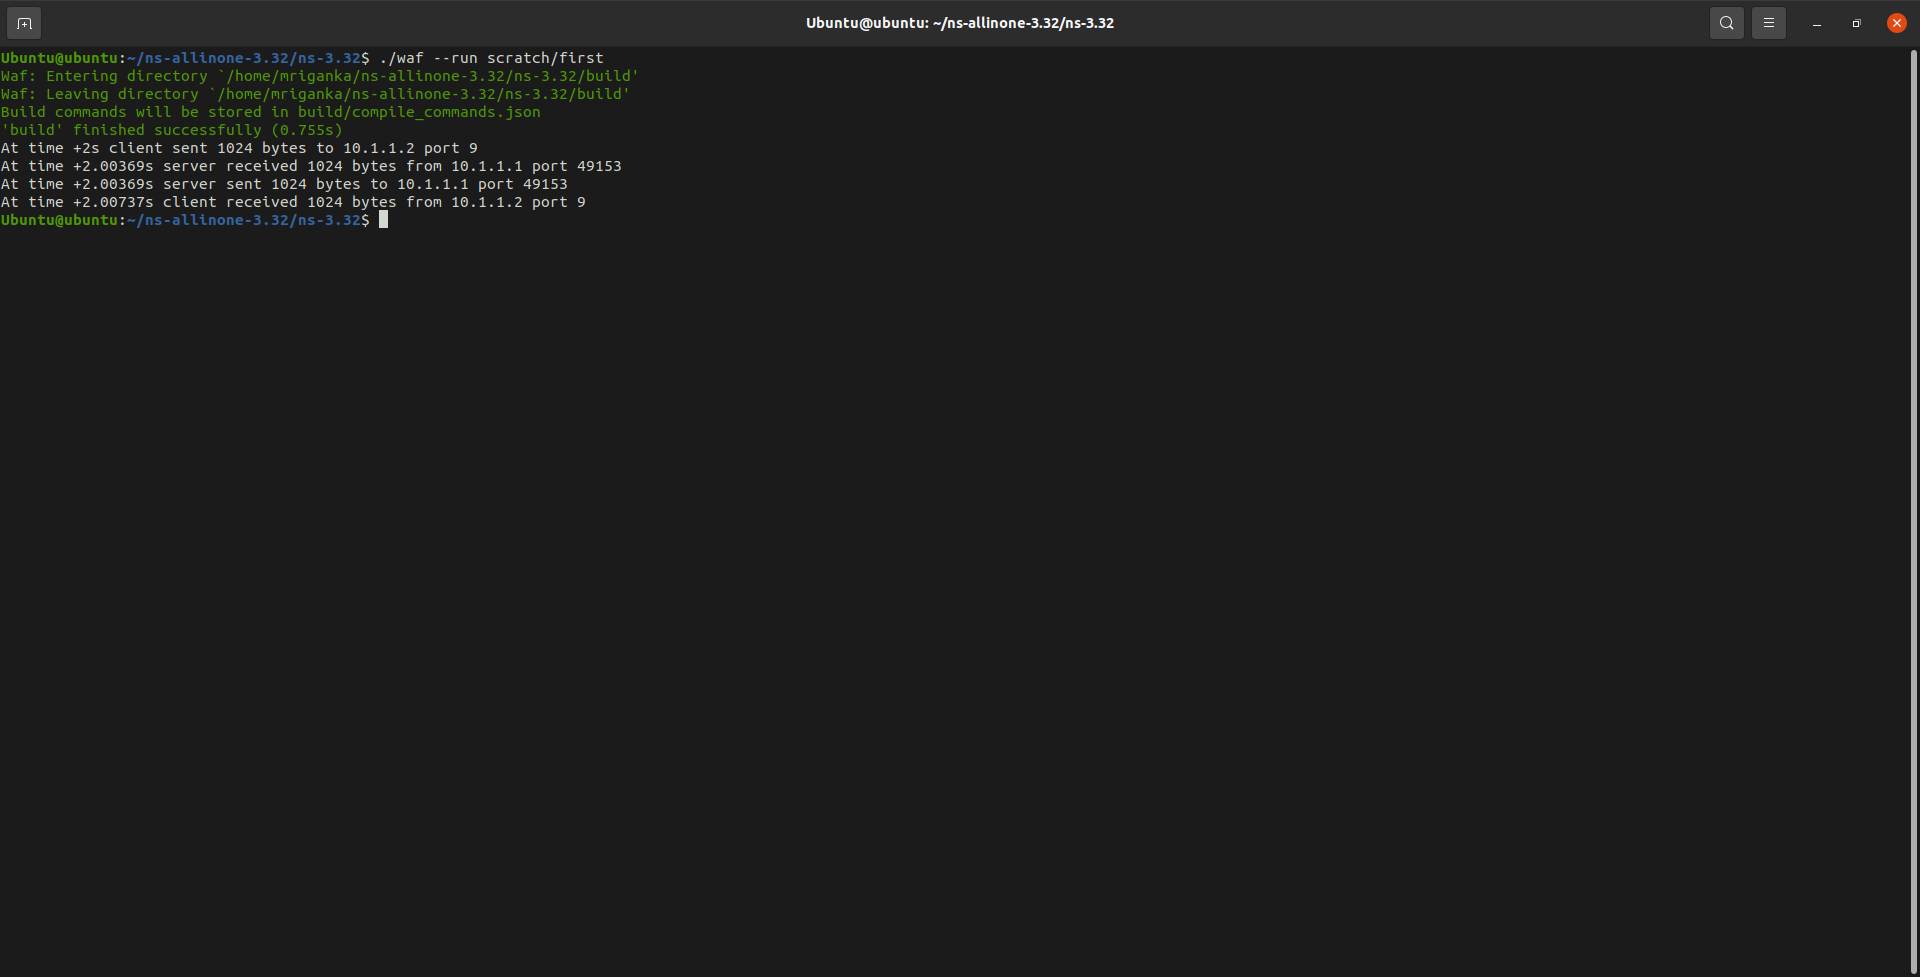 Ubuntu@ubuntu: ~/ns-allinone-3.32/ns-3.32
Ubuntu@ubuntu:~/ns-allinone-3.32/ns-3.32$ ./waf --run scratch/first
Waf: Entering directory `/home/mriganka/ns-allinone-3.32/ns-3.32/build'
Waf: Leaving directory `/home/mriganka/ns-allinone-3.32/ns-3.32/build'
Build commands will be stored in build/compile_commands.json
'build' finished successfully (0.755s)
At time +2s client sent 1024 bytes to 10.1.1.2 port 9
At time +2.00369s server received 1024 bytes from 10.1.1.1 port 49153
At time +2.00369s server sent 1024 bytes to 10.1.1.1 port 49153
At time +2.00737s client received 1024 bytes from 10.1.1.2 port 9
Ubuntu@ubuntu:~/ns-allinone-3.32/ns-3.32$